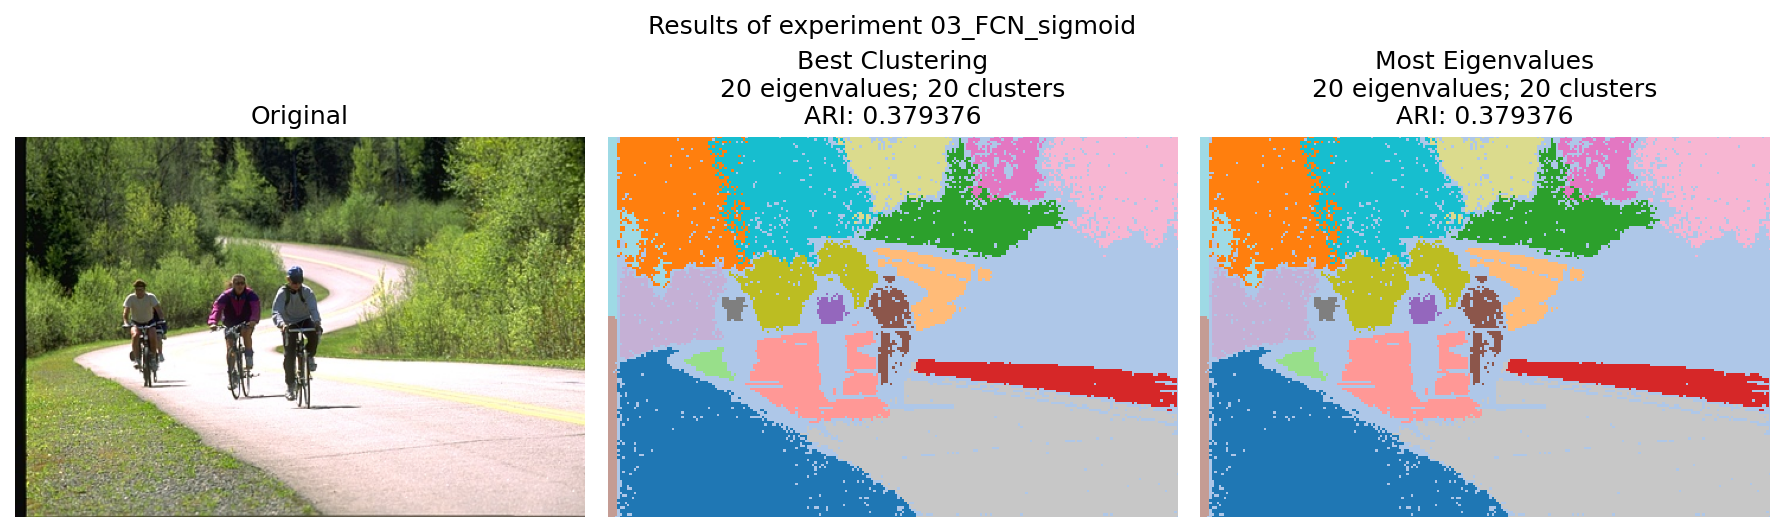 Results of experiment 03_FCN_sigmoid
Original
Best Clustering
20 eigenvalues; 20 clusters
ARI: 0.379376
Most Eigenvalues
20 eigenvalues; 20 clusters
ARI: 0.379376